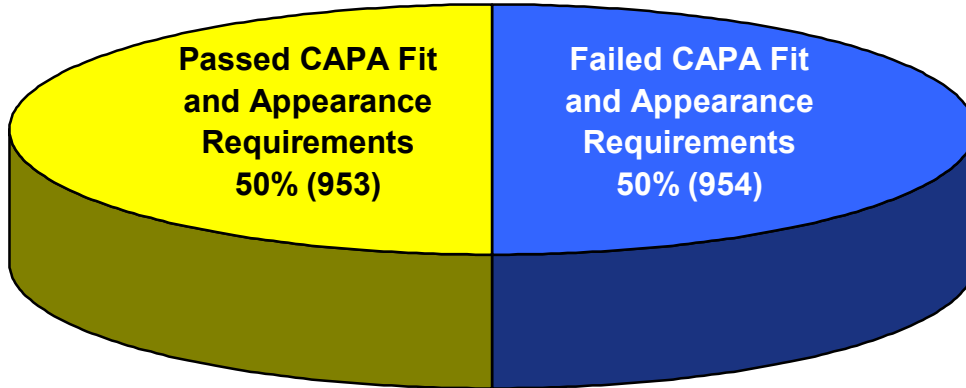 Passed CAPA Fit
and Appearance
Requirements
50% (953)
Failed CAPA Fit
and Appearance
Requirements
50% (954)